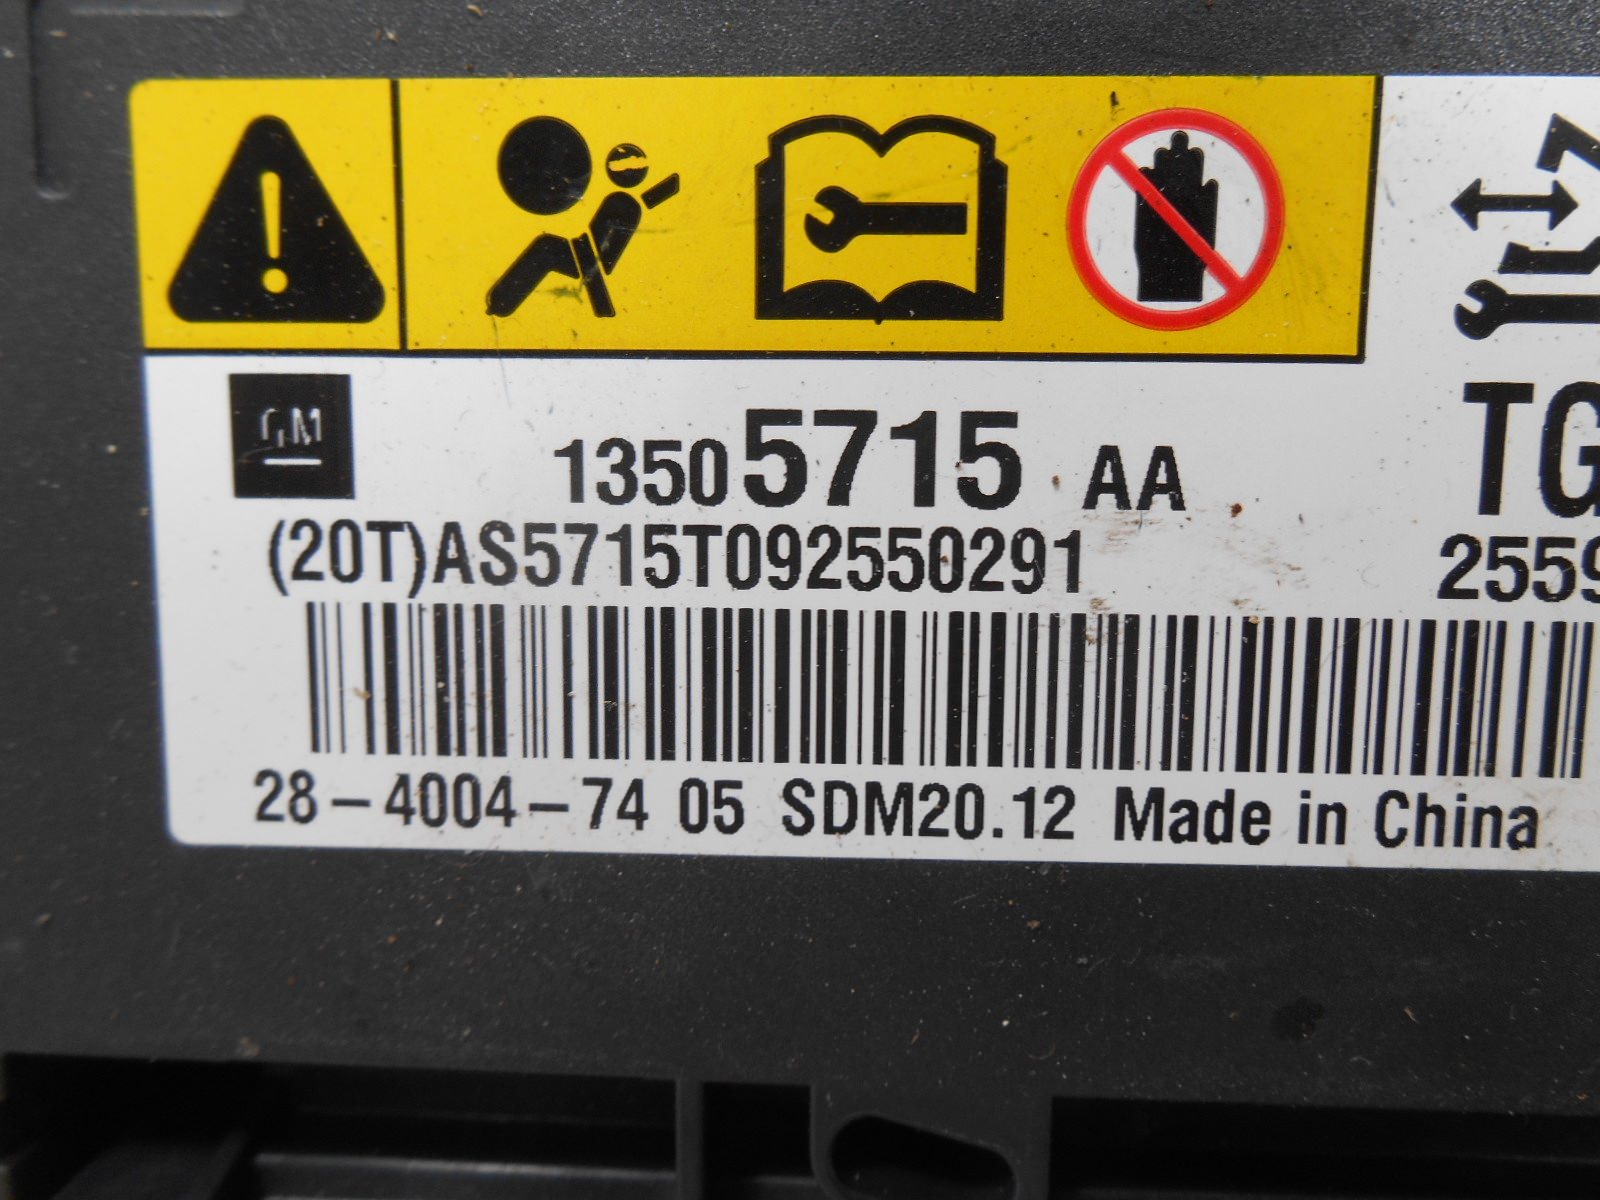 GM
13505715 AA
TG
(20T)AS5715T092550291
2559
28-4004-74 05 SDM20.12 Made in China